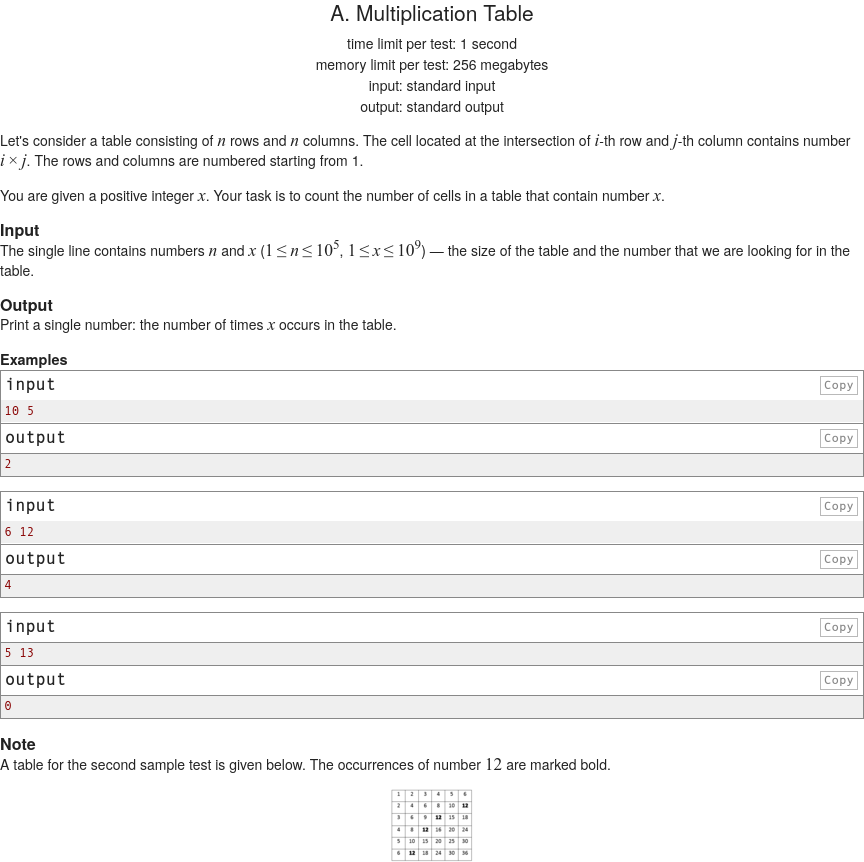 A. Multiplication Table
time limit per test: 1 second
memory limit per test: 256 megabytes
input: standard input
output: standard output
Let's consider a table consisting of n rows and n columns. The cell located at the intersection of i-th row and j-th column contains number
i × j. The rows and columns are numbered starting from 1.
You are given a positive integer x. Your task is to count the number of cells in a table that contain number x.
Input
The single line contains numbers n and x (1 ≤ n ≤ 10^5, 1 ≤ x ≤ 10^9) — the size of the table and the number that we are looking for in the
table.
Output
Print a single number: the number of times x occurs in the table.
Examples
input Copy
10 5
output Copy
2
input Copy
6 12
output Copy
4
input Copy
5 13
output Copy
0
Note
A table for the second sample test is given below. The occurrences of number 12 are marked bold.
1 2 3 4 5 6
2 4 6 8 10 12
3 6 9 12 15 18
4 8 12 16 20 24
5 10 15 20 25 30
6 12 18 24 30 36